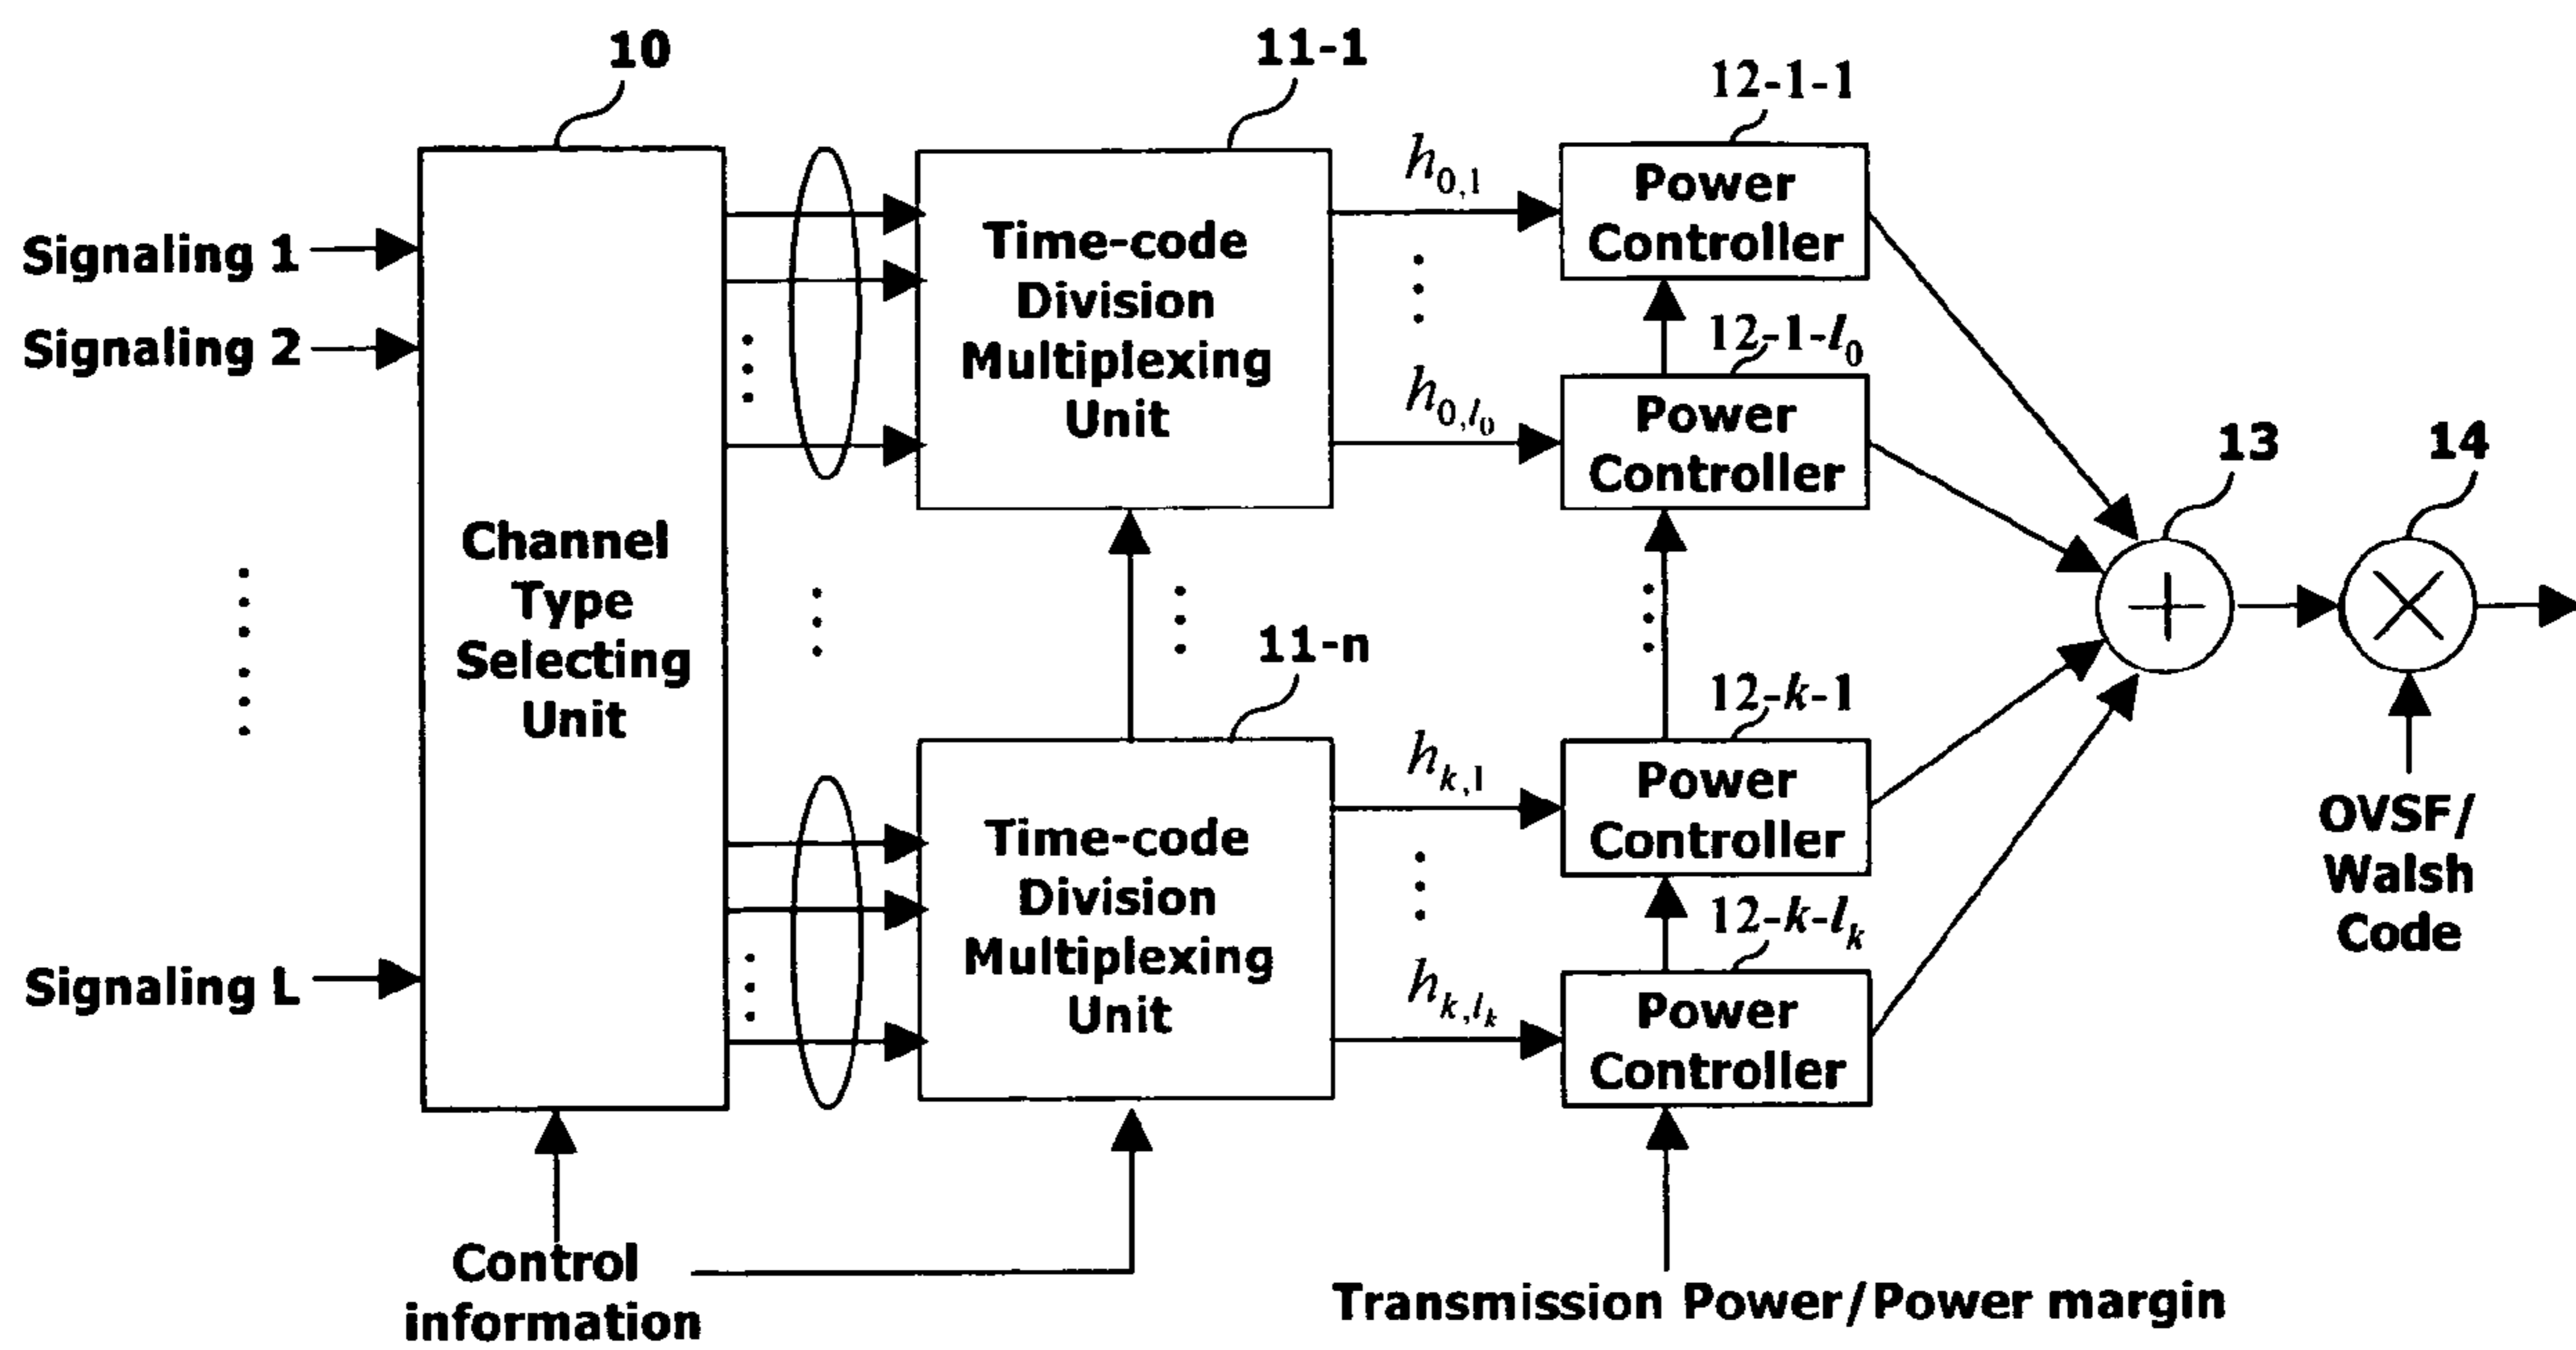 10
11-1
12-1-1
Signaling 1
Signaling 2
Signaling L
Channel
Type
Selecting
Unit
Time-code
Division
Multiplexing
Unit
h0,1
Power
Controller
12-1-l0
h0,l0
Power
Controller
13
14
11-n
12-k-1
Time-code
Division
Multiplexing
Unit
hk,1
Power
Controller
12-k-lk
hk,lk
Power
Controller
OVSF/
Walsh
Code
Control
information
Transmission Power/Power margin